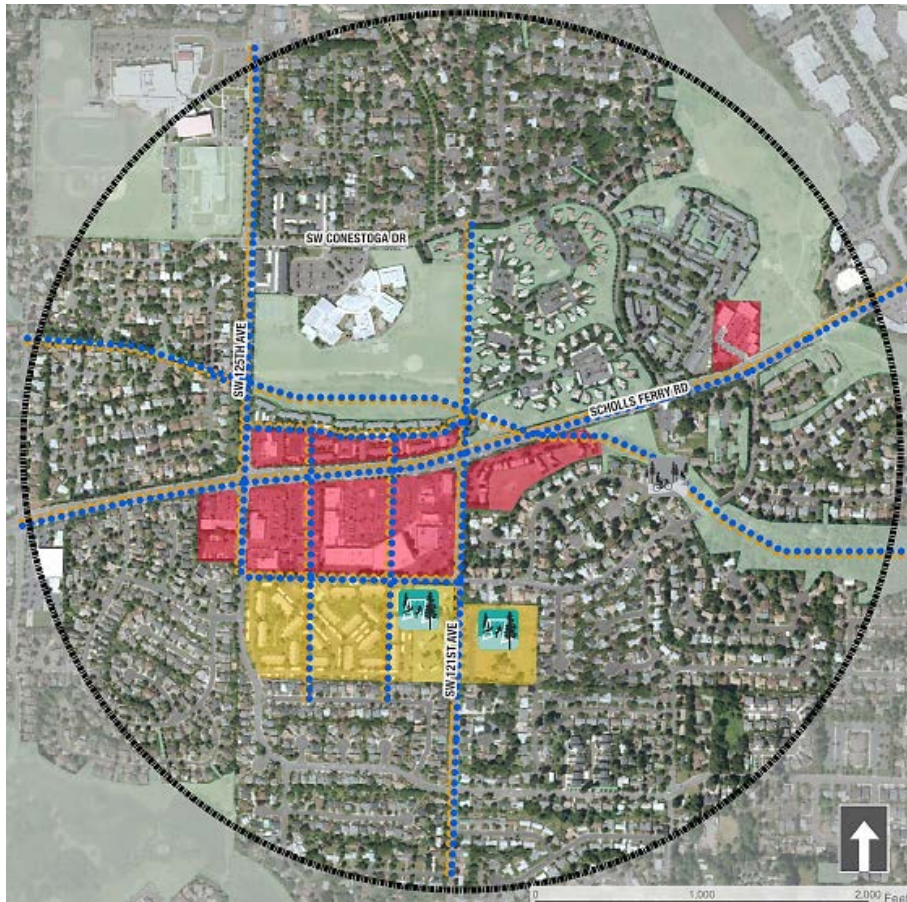 SW CONESTOGA DR
SW 125TH AVE
SCHOLLS FERRY RD
SW 121ST AVE
0 1,000 2,000 Feet